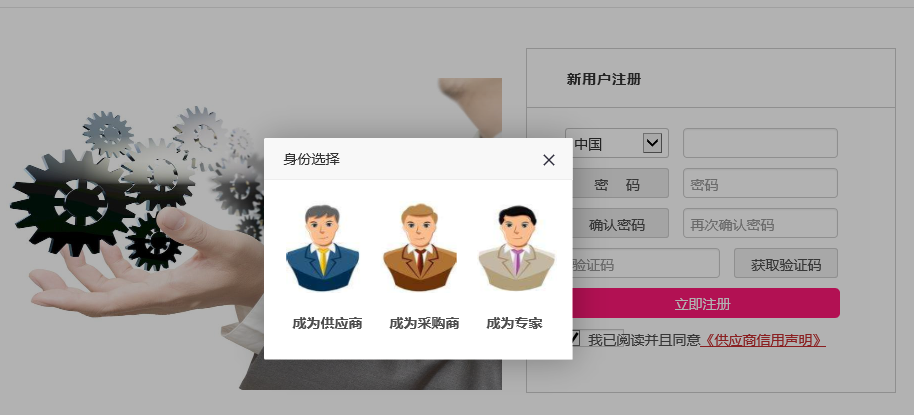 新用户注册
身份选择
中国
密 码
密码
确认密码
再次确认密码
验证码
获取验证码
成为供应商
成为采购商
成为专家
立即注册
我已阅读并且同意《供应商信用声明》